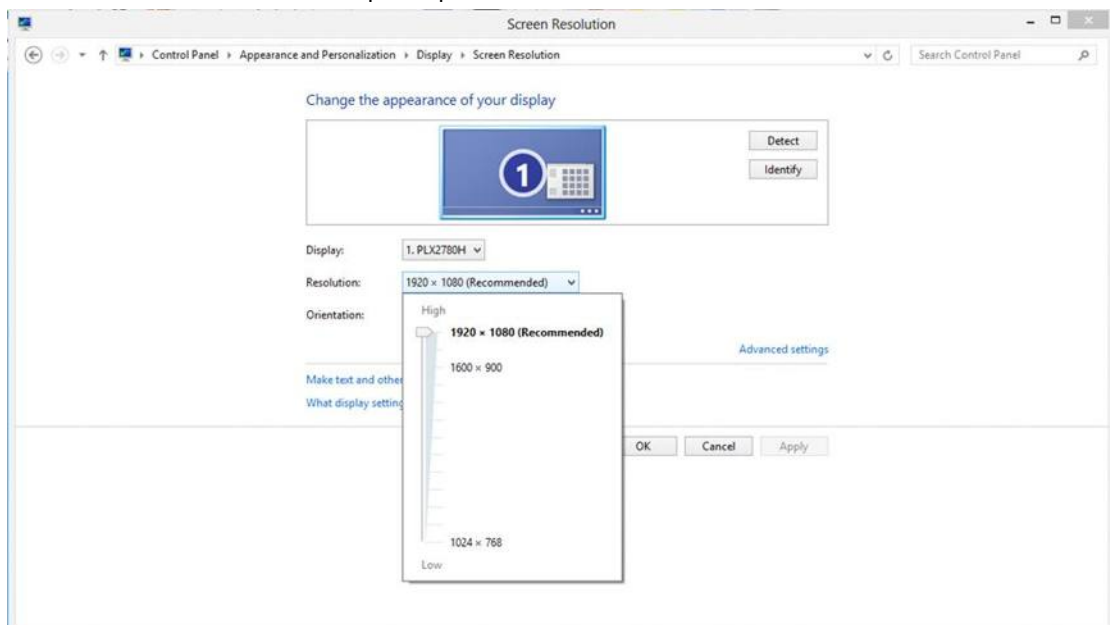 Screen Resolution
Control Panel Appearance and Personalization Display Screen Resolution
Search Control Panel
Change the appearance of your display
1
Detect
Identify
Display:
1. PLX2780H
Resolution:
1920 × 1080 (Recommended)
Orientation:
High
1920 × 1080 (Recommended)
1600 × 900
1024 × 768
Low
Advanced settings
Make text and other
What display setting
OK
Cancel
Apply